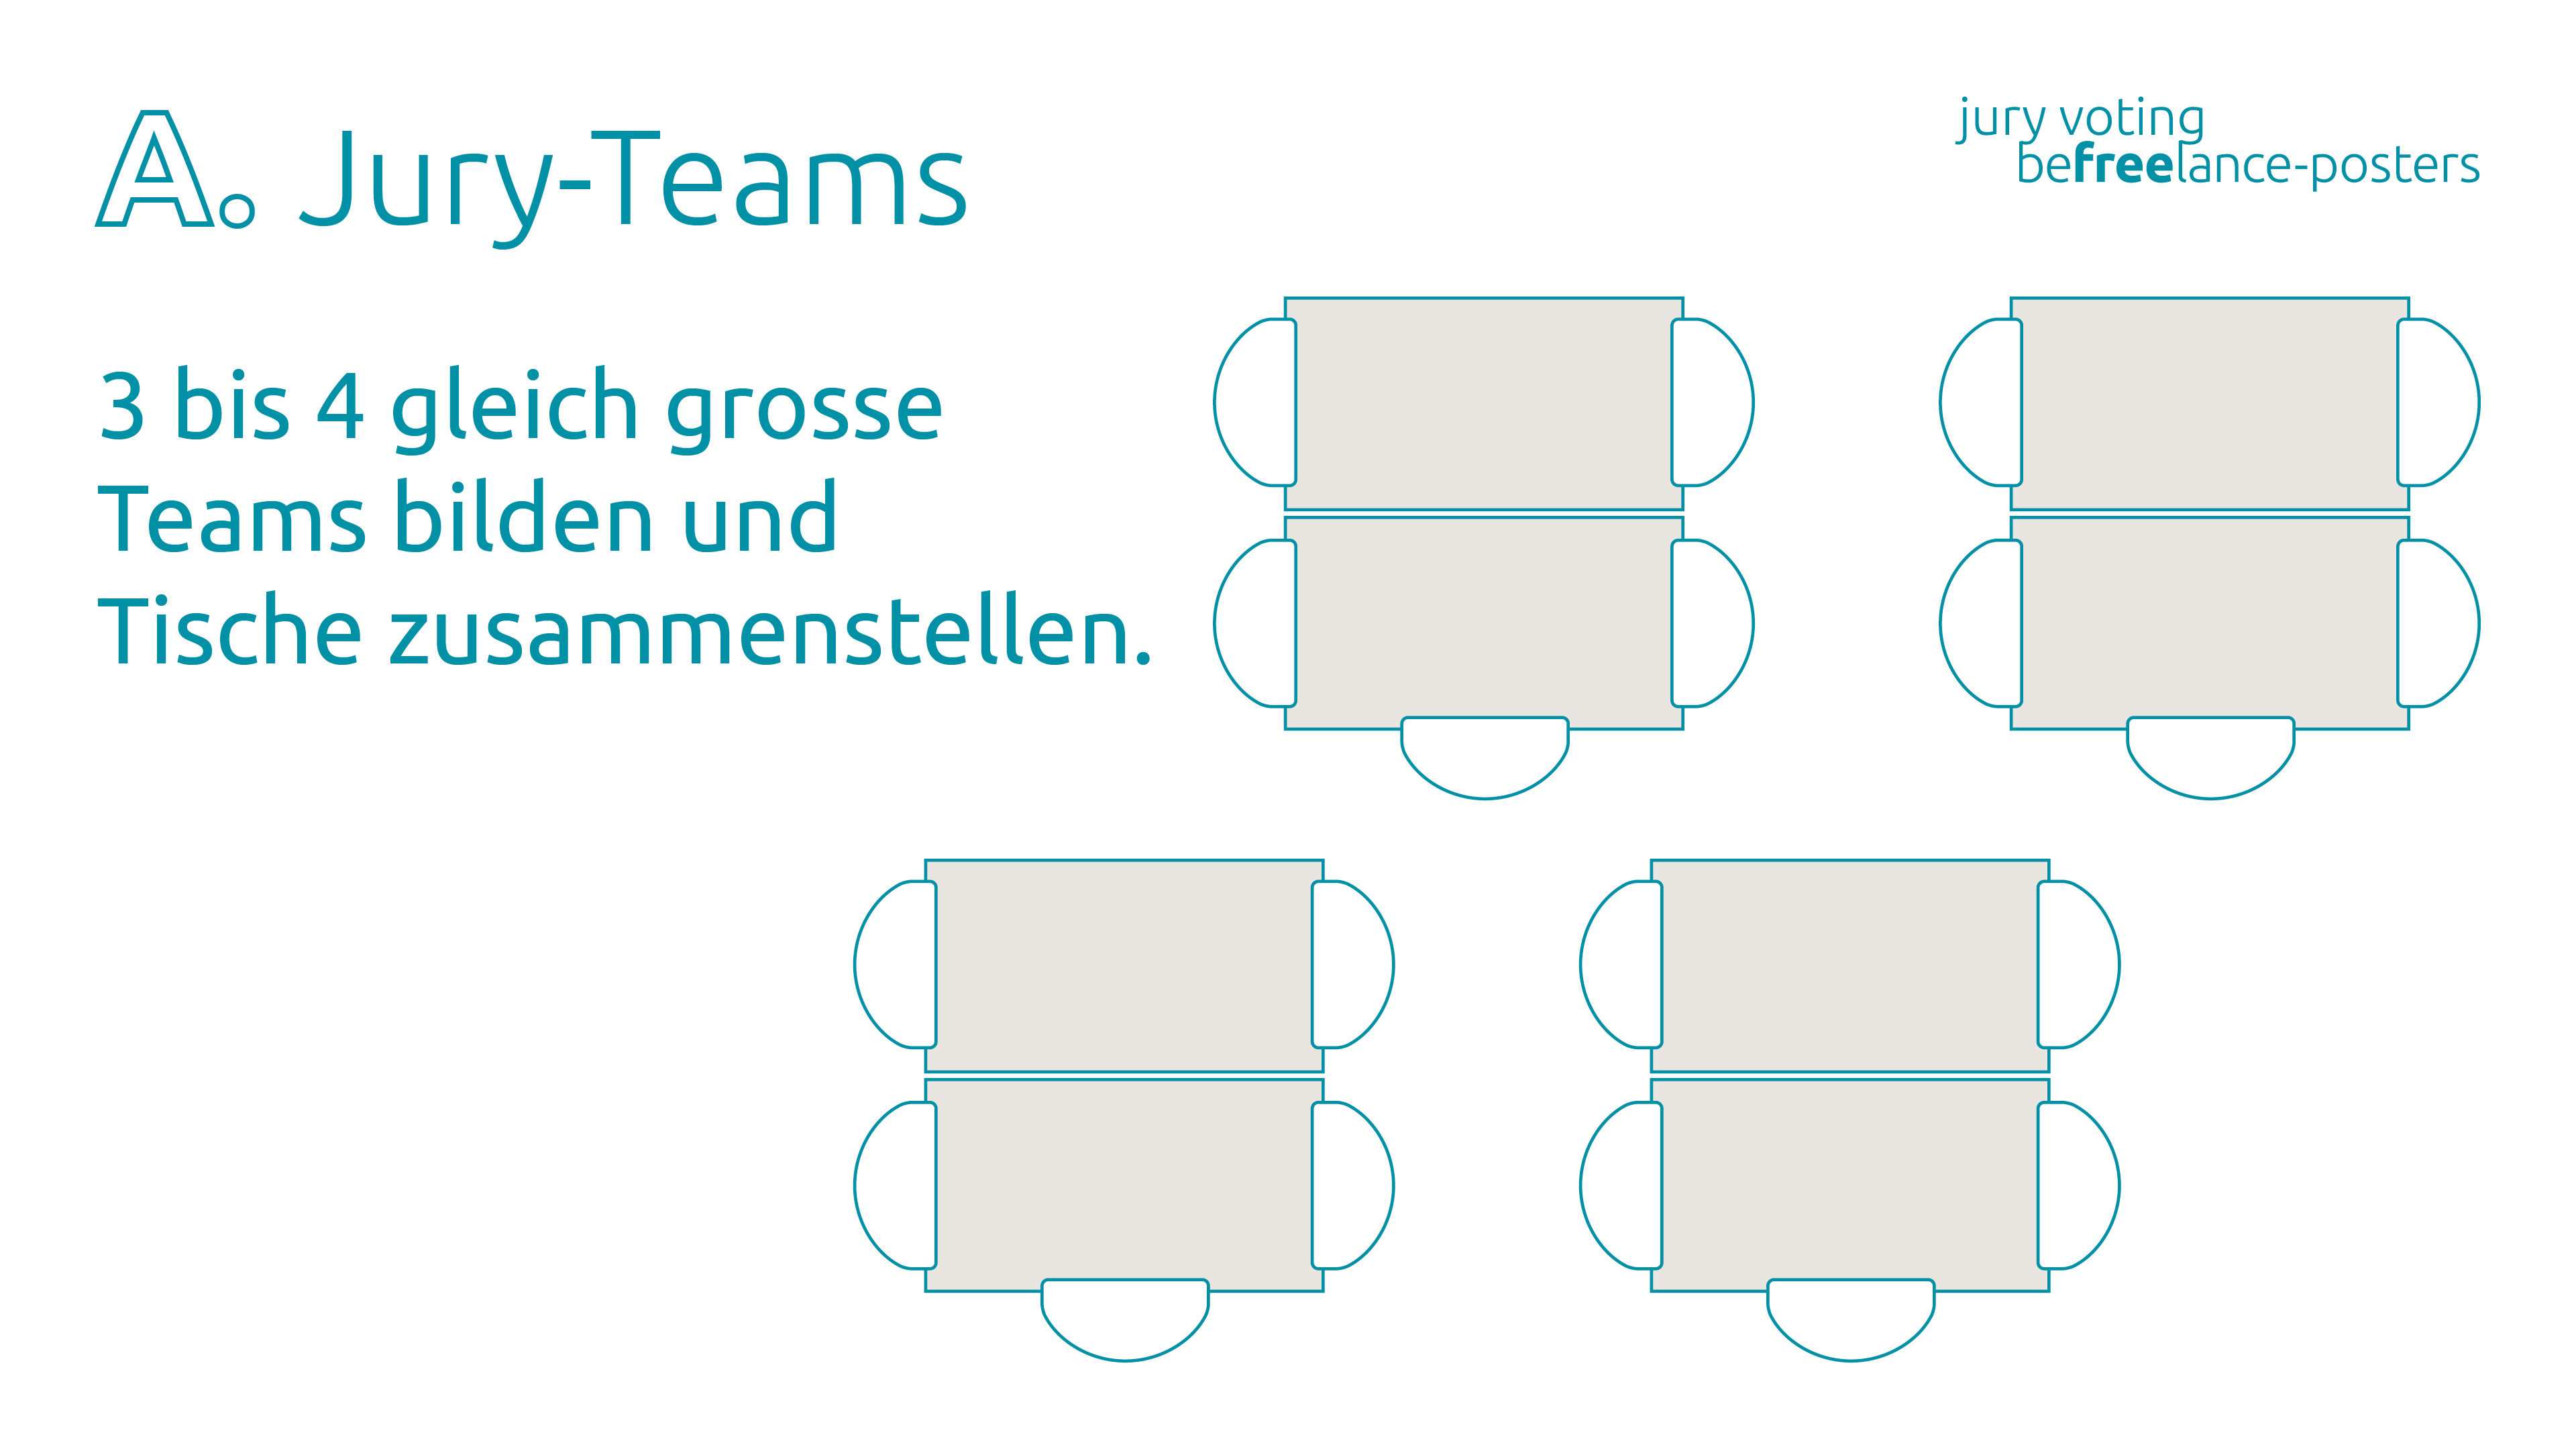 A. Jury-Teams
jury voting
befreelance-posters
3 bis 4 gleich grosse
Teams bilden und
Tische zusammenstellen.